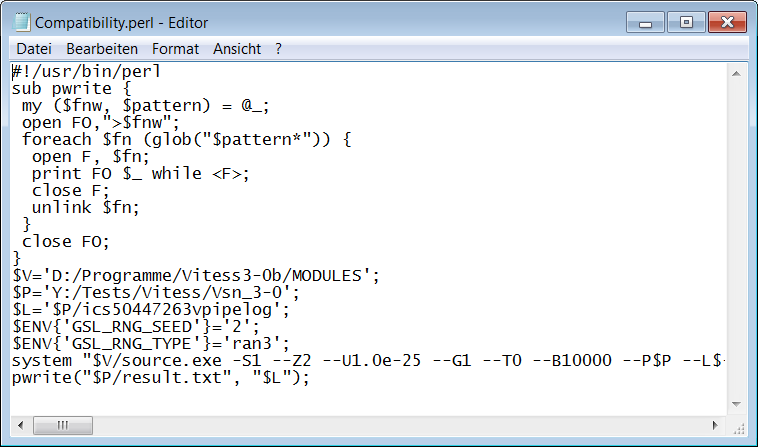 Compatibility.perl - Editor
Datei Bearbeiten Format Ansicht ?
#!/usr/bin/perl
sub pwrite {
 my ($fnw, $pattern) = @_;
 open FO,">$fnw";
 foreach $fn (glob("$pattern*")) {
  open F, $fn;
  print FO $_ while <F>;
  close F;
  unlink $fn;
 }
 close FO;
}
$V='D:/Programme/Vitess3-0b/MODULES';
$P='Y:/Tests/Vitess/Vsn_3-0';
$L='$P/ics50447263vpipelog';
$ENV{'GSL_RNG_SEED'}='2';
$ENV{'GSL_RNG_TYPE'}='ran3';
system "$V/source.exe -S1 --Z2 --U1.0e-25 --G1 --T0 --B10000 --P$P --L$
pwrite("$P/result.txt", "$L");